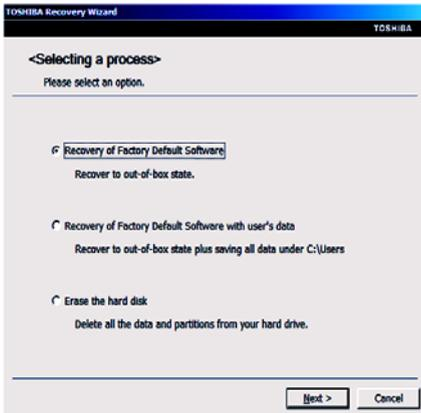 TOSHIBA Recovery Wizard
TOSHIBA
<Selecting a process>
Please select an option.
Recovery of Factory Default Software
Recover to out-of-box state.
Recovery of Factory Default Software with user's data
Recover to out-of-box state plus saving all data under C:\Users
Erase the hard disk
Delete all the data and partitions from your hard drive.
Next >
Cancel